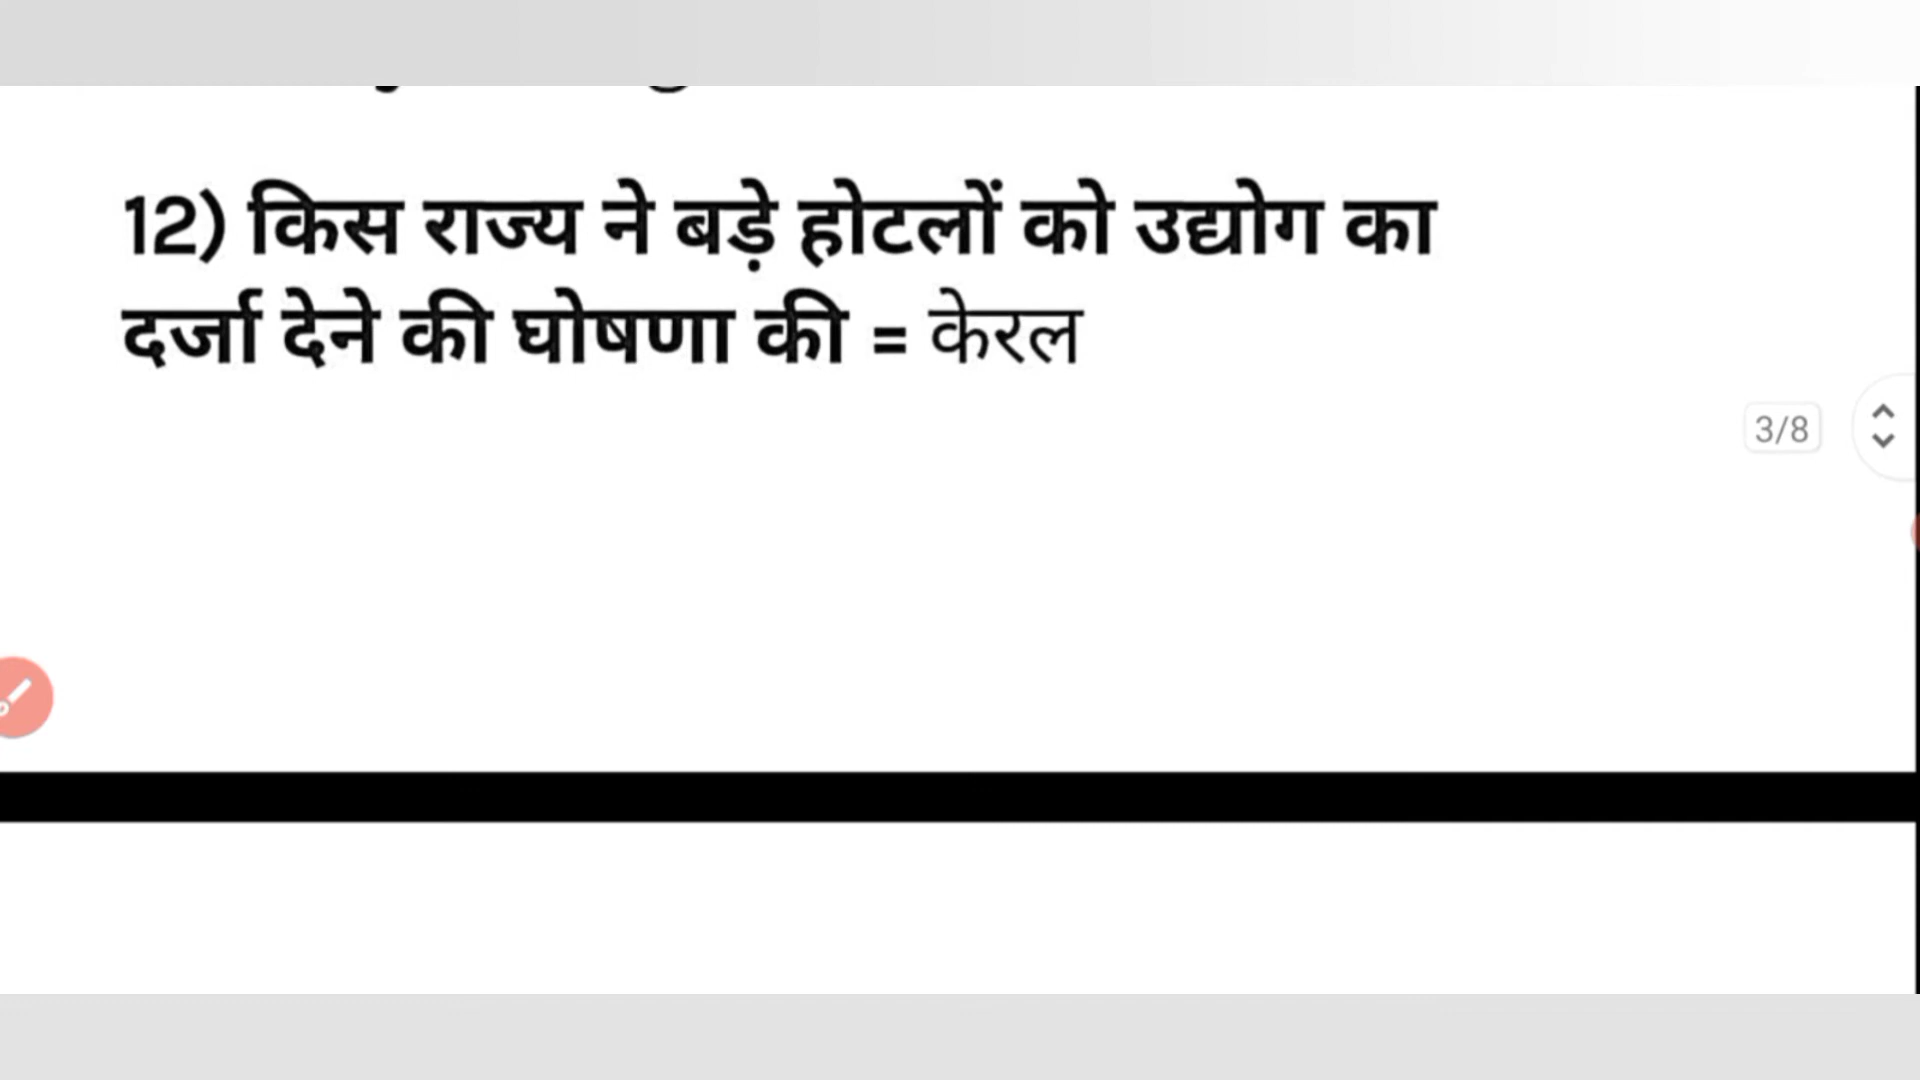 12) किस राज्य ने बड़े होटलों को उद्योग का
दर्जा देने की घोषणा की = केरल
3/8